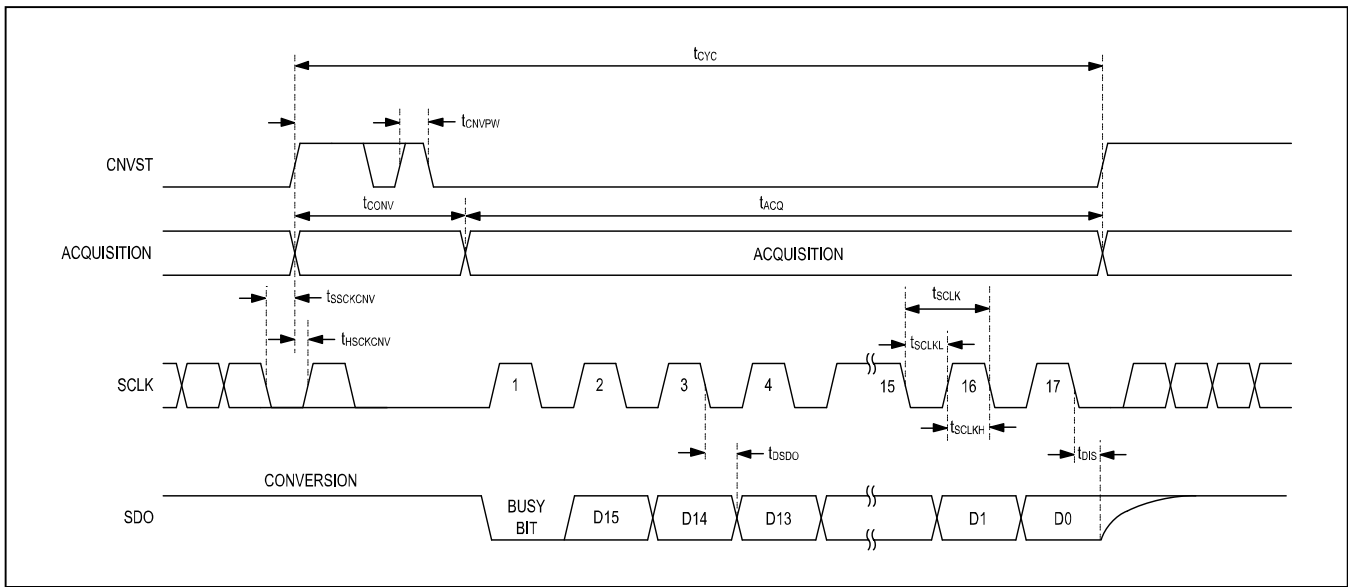 tCYC
tCNVPW
CNVST
tCONV
tACQ
ACQUISITION
ACQUISITION
tSSCKCNV
tSCLK
tHSCKCNV
tSCLKL
SCLK
1
2
3
4
15
16
17
tSCLKH
tDSDO
tDIS
CONVERSION
SDO
BUSY
BIT
D15
D14
D13
D1
D0